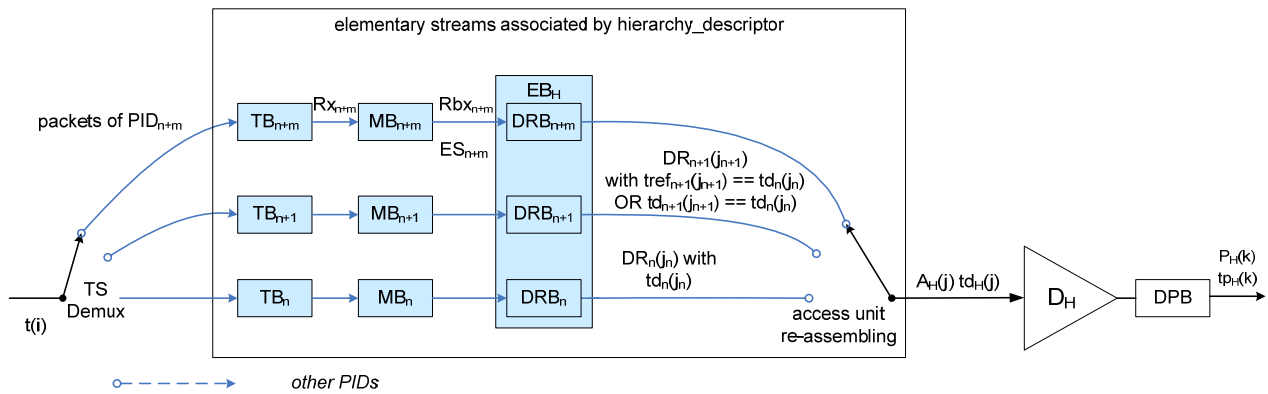 elementary streams associated by hierarchy_descriptor
EBH
packets of PIDn+m
TBn+m
Rxn+m
MBn+m
Rbxn+m
DRBn+m
ESn+m
DRn+1(jn+1)
with trefn+1(jn+1) == tdn(jn)
OR tdn+1(jn+1) == tdn(jn)
TBn+1
MBn+1
DRBn+1
DRn(jn) with
tdn(jn)
TS
Demux
t(i)
TBn
MBn
DRBn
access unit
re-assembling
AH(j) tdH(j)
DH
DPB
PH(k)
tpH(k)
other PIDs